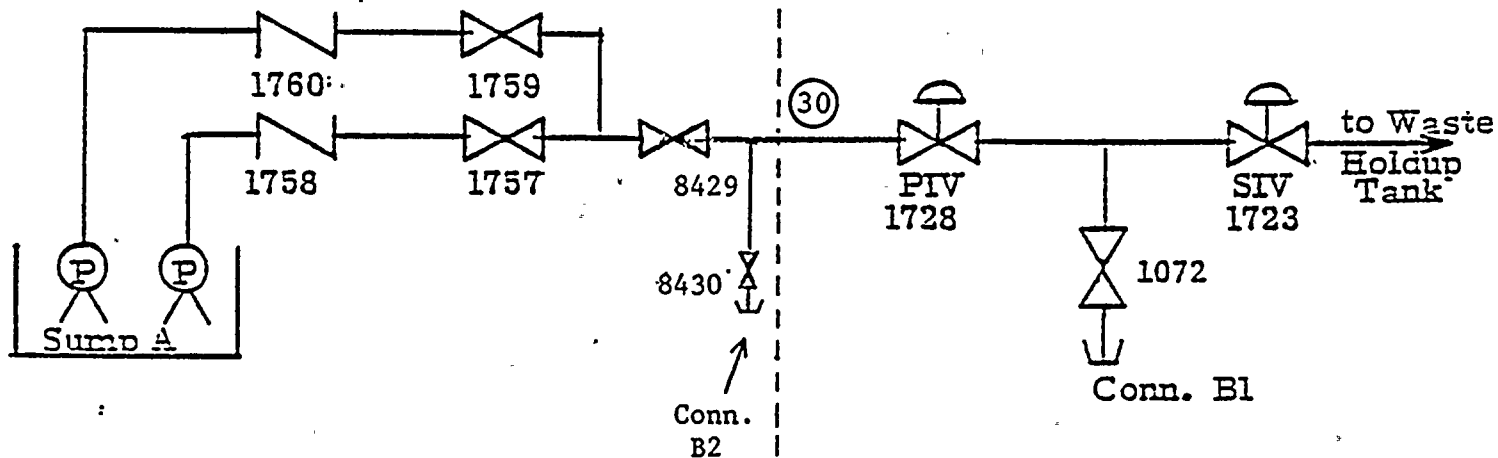 1760
1759
30
1758
1757
8429
PIV
1728
SIV
1723
to Waste
Holdup
Tank
8430
1072
P
P
Sump A
Conn. B1
Conn.
B2